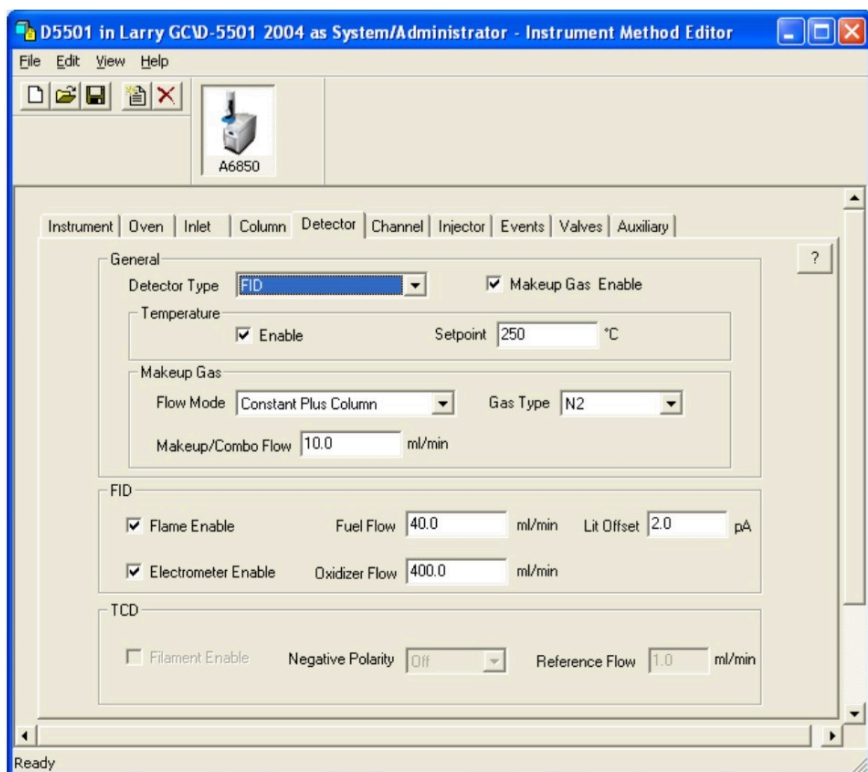 D5501 in Larry GC\D-5501 2004 as System/Administrator - Instrument Method Editor
File Edit View Help
A6850
Instrument Oven Inlet Column Detector Channel Injector Events Valves Auxiliary
General
?
Detector Type FID Makeup Gas Enable
Temperature
Enable Setpoint 250 °C
Makeup Gas
Flow Mode Constant Plus Column Gas Type N2
Makeup/Combo Flow 10.0 ml/min
FID
Flame Enable Fuel Flow 40.0 ml/min Lit Offset 2.0 pA
Electrometer Enable Oxidizer Flow 400.0 ml/min
TCD
Filament Enable Negative Polarity Off Reference Flow 1.0 ml/min
Ready